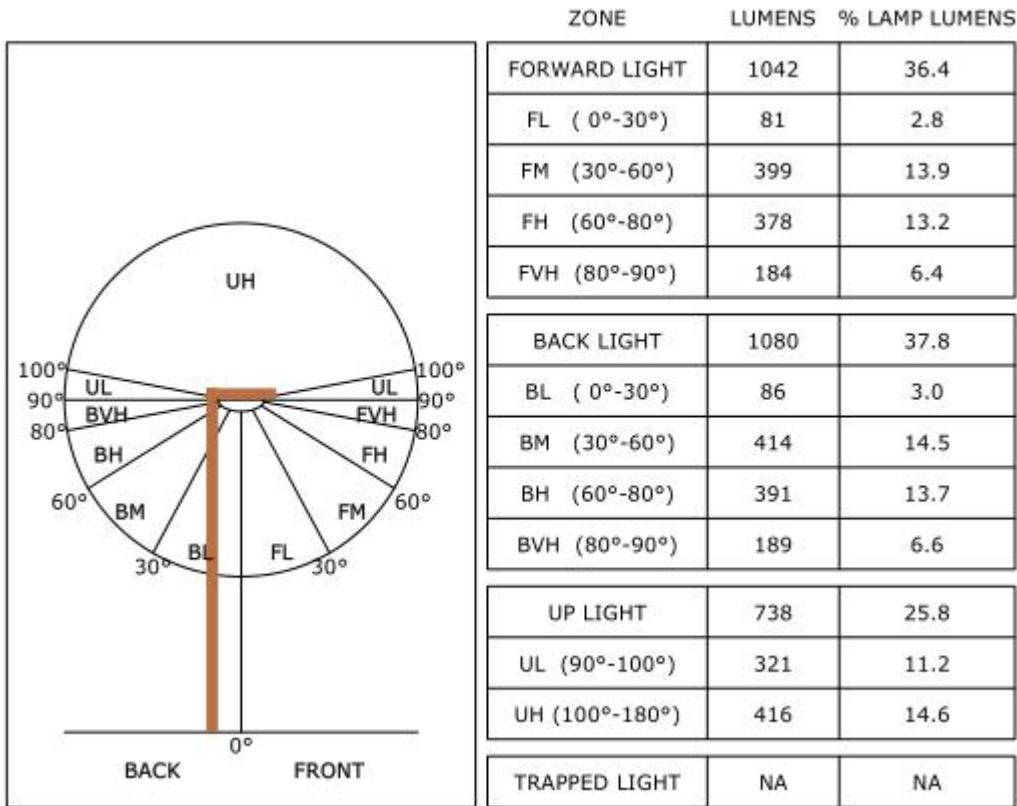 ZONE LUMENS % LAMP LUMENS
FORWARD LIGHT 1042 36.4
FL ( 0°-30°) 81 2.8
FM (30°-60°) 399 13.9
FH (60°-80°) 378 13.2
FVH (80°-90°) 184 6.4
BACK LIGHT 1080 37.8
BL ( 0°-30°) 86 3.0
BM (30°-60°) 414 14.5
BH (60°-80°) 391 13.7
BVH (80°-90°) 189 6.6
UP LIGHT 738 25.8
UL (90°-100°) 321 11.2
UH (100°-180°) 416 14.6
TRAPPED LIGHT NA NA
UH
100° 100°
UL UL
90° 90°
BVH FVH
80° 80°
BH FH
60° 60°
BM FM
BL FL
30° 30°
0°
BACK FRONT